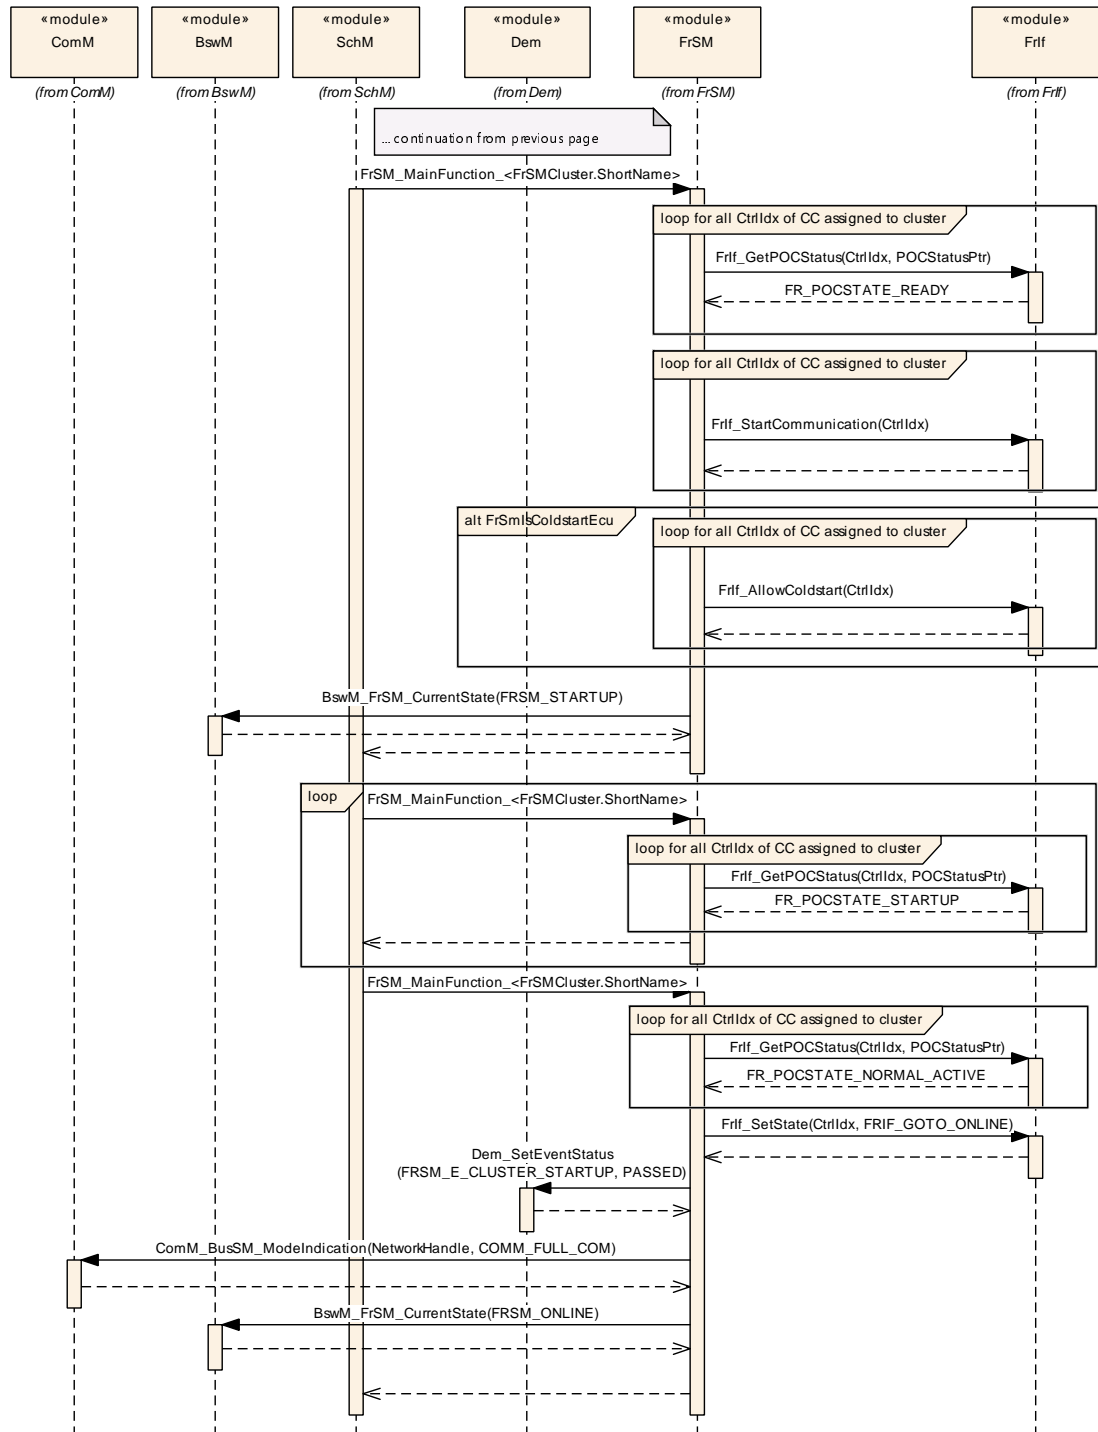 «module» «module» «module» «module» «module» «module»
ComM BswM SchM Dem FrSM FrIf
(from ComM) (from BswM) (from SchM) (from Dem) (from FrSM) (from FrIf)
... continuation from previous page
FrSM_MainFunction_<FrSMCluster.ShortName>
loop for all CtrlIdx of CC assigned to cluster
FrIf_GetPOCStatus(CtrlIdx, POCStatusPtr)
FR_POCSTATE_READY
loop for all CtrlIdx of CC assigned to cluster
FrIf_StartCommunication(CtrlIdx)
alt FrSmIsColdstartEcu
loop for all CtrlIdx of CC assigned to cluster
FrIf_AllowColdstart(CtrlIdx)
BswM_FrSM_CurrentState(FRSM_STARTUP)
loop
FrSM_MainFunction_<FrSMCluster.ShortName>
loop for all CtrlIdx of CC assigned to cluster
FrIf_GetPOCStatus(CtrlIdx, POCStatusPtr)
FR_POCSTATE_STARTUP
FrSM_MainFunction_<FrSMCluster.ShortName>
loop for all CtrlIdx of CC assigned to cluster
FrIf_GetPOCStatus(CtrlIdx, POCStatusPtr)
FR_POCSTATE_NORMAL_ACTIVE
FrIf_SetState(CtrlIdx, FRIF_GOTO_ONLINE)
Dem_SetEventStatus
(FRSM_E_CLUSTER_STARTUP, PASSED)
ComM_BusSM_ModeIndication(NetworkHandle, COMM_FULL_COM)
BswM_FrSM_CurrentState(FRSM_ONLINE)